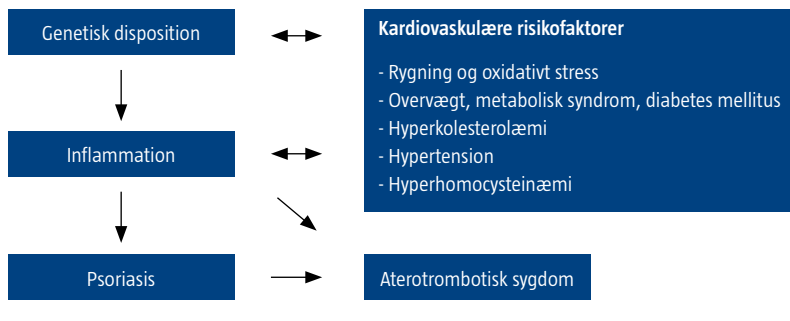 Genetisk disposition
Kardiovaskulære risikofaktorer
- Rygning og oxidativt stress
- Overvægt, metabolisk syndrom, diabetes mellitus
- Hyperkolesterolæmi
- Hypertension
- Hyperhomocysteinæmi
Inflammation
Psoriasis
Aterotrombotisk sygdom